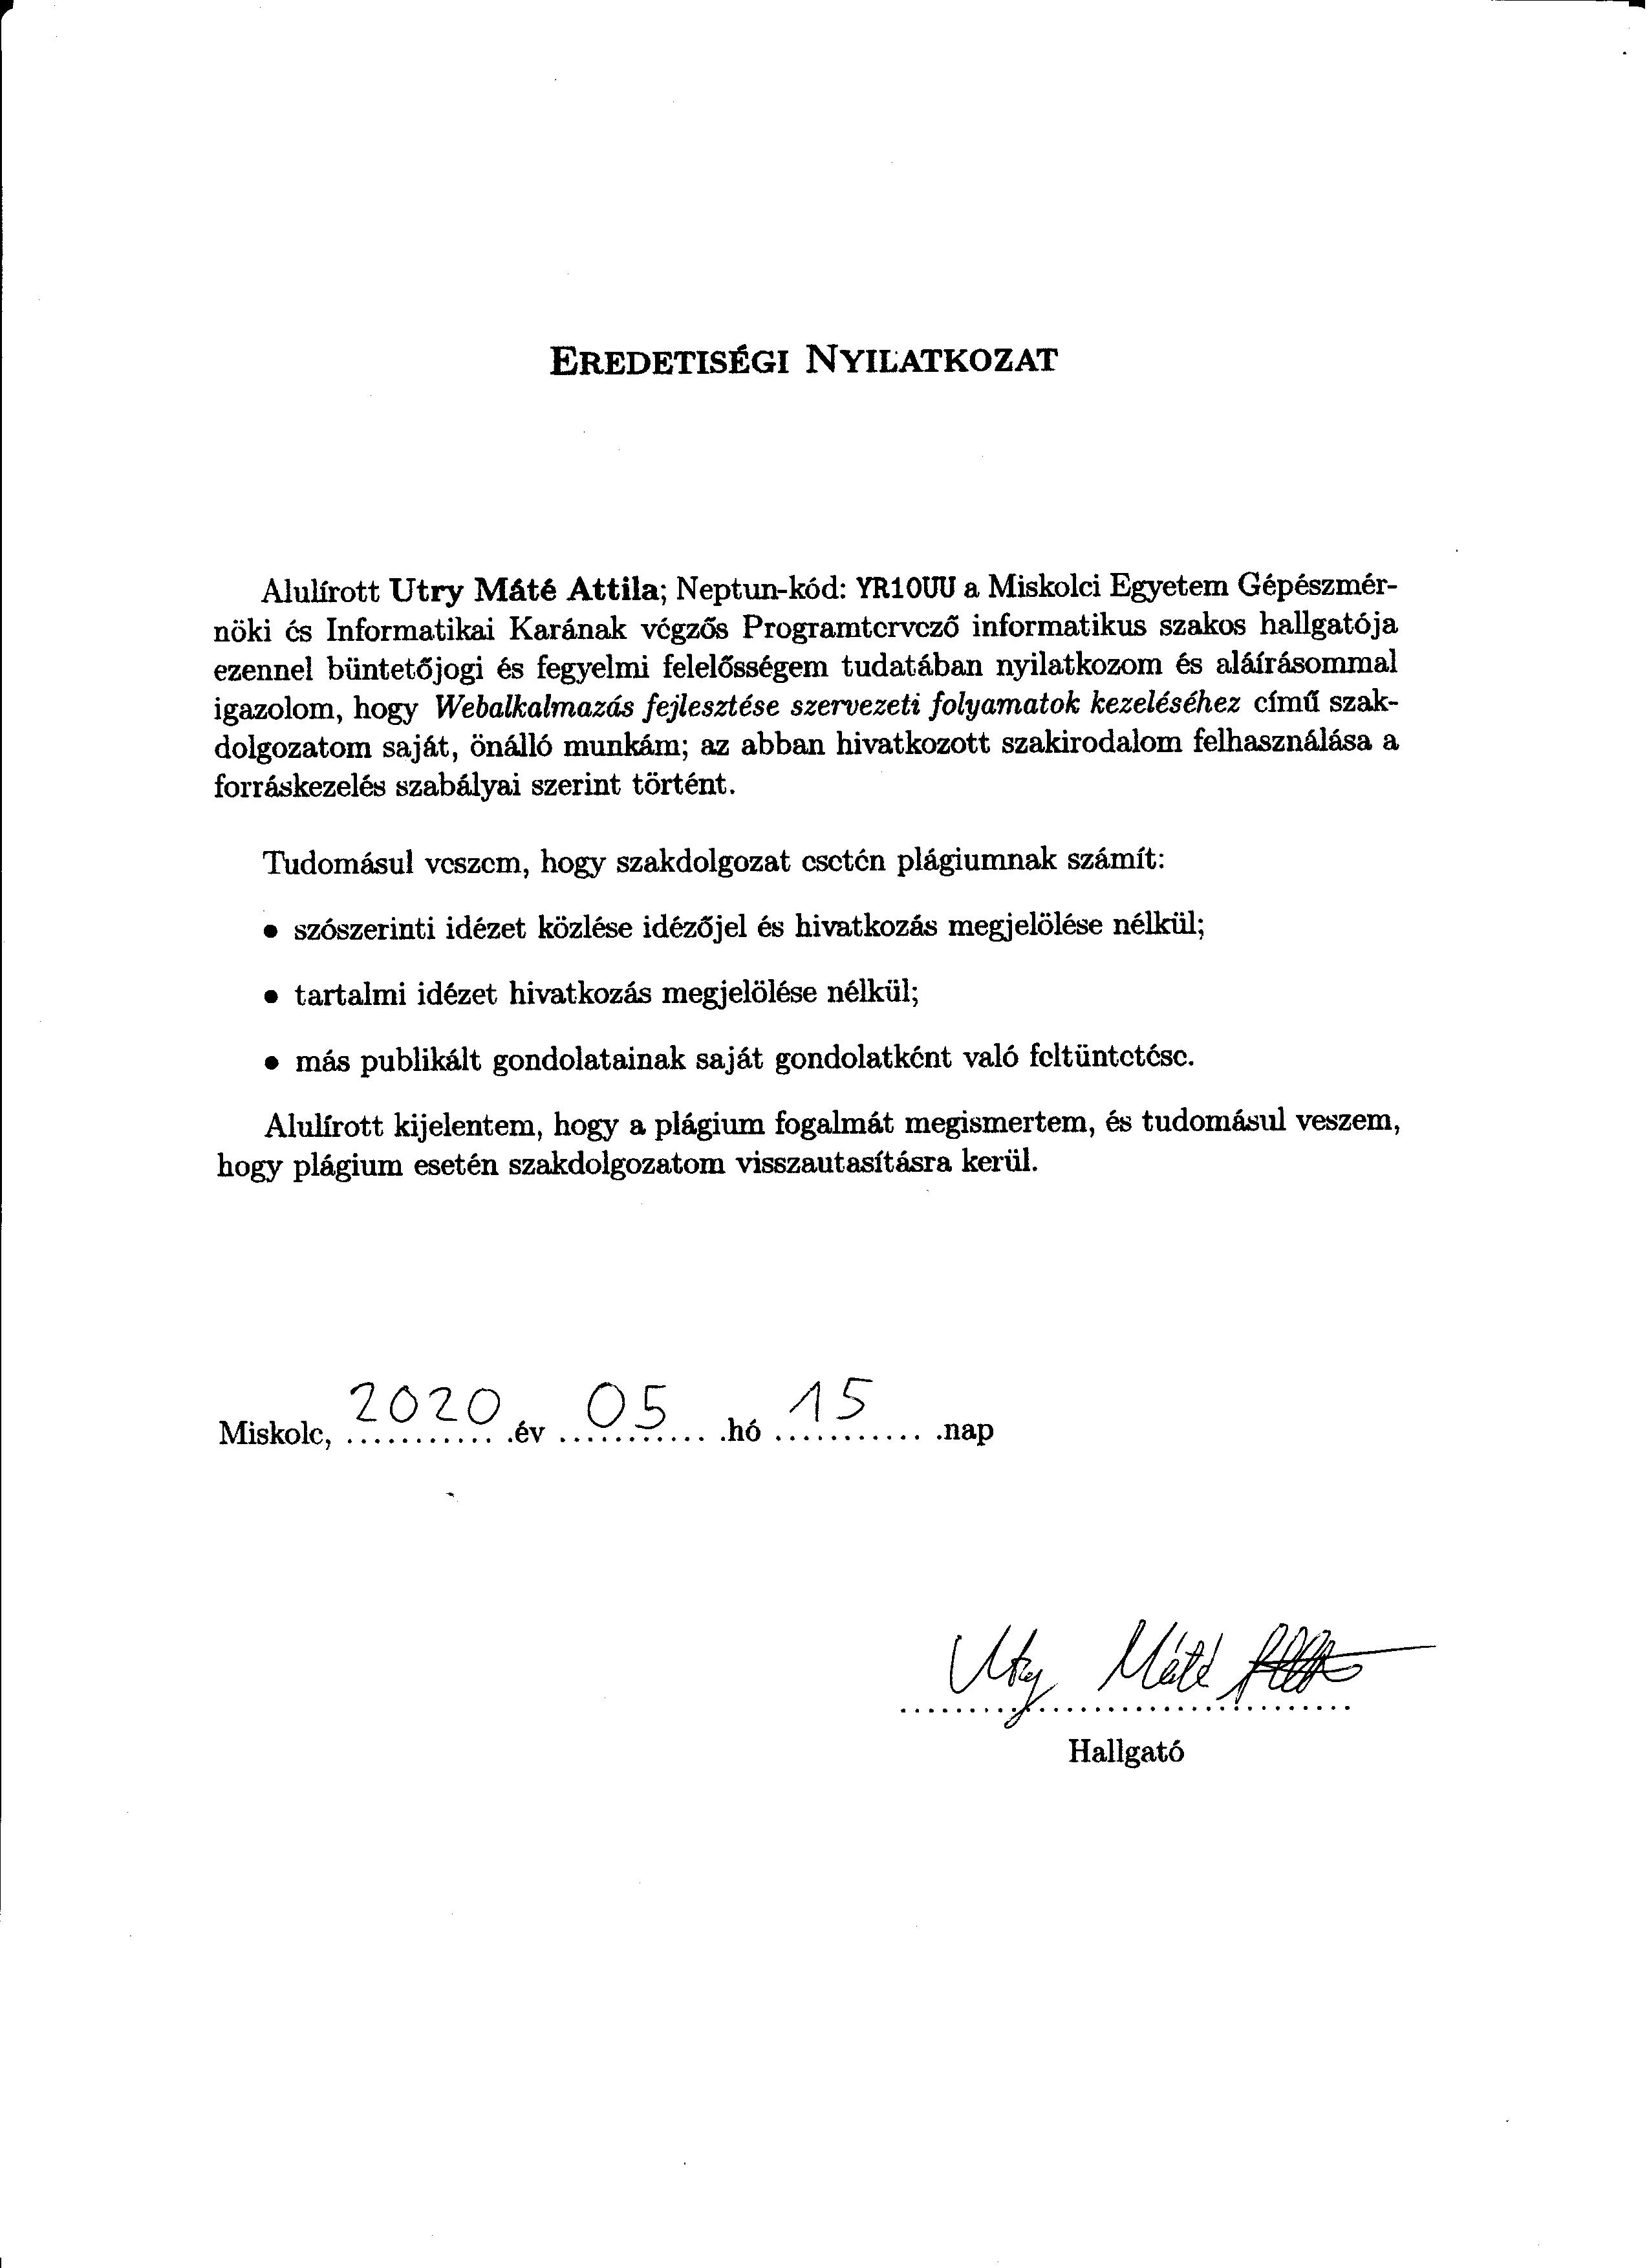 EREDETISÉGI NYILATKOZAT
Alulírott Utry Máté Attila; Neptun-kód: YR10UU a Miskolci Egyetem Gépészmér-
nöki és Informatikai Karának végzős Programtervező informatikus szakos hallgatója
ezennel büntetőjogi és fegyelmi felelősségem tudatában nyilatkozom és aláírásommal
igazolom, hogy Webalkalmazás fejlesztése szervezeti folyamatok kezeléséhez című szak-
dolgozatom saját, önálló munkám; az abban hivatkozott szakirodalom felhasználása a
forráskezelés szabályai szerint történt.
Tudomásul veszem, hogy szakdolgozat esetén plágiumnak számít:
• szószerinti idézet közlése idézőjel és hivatkozás megjelölése nélkül;
• tartalmi idézet hivatkozás megjelölése nélkül;
• más publikált gondolatainak saját gondolatként való feltüntetése.
Alulírott kijelentem, hogy a plágium fogalmát megismertem, és tudomásul veszem,
hogy plágium esetén szakdolgozatom visszautasításra kerül.
Miskolc, 2020 .év 05 .hó 15 .nap
Utry Máté Attila
Hallgató